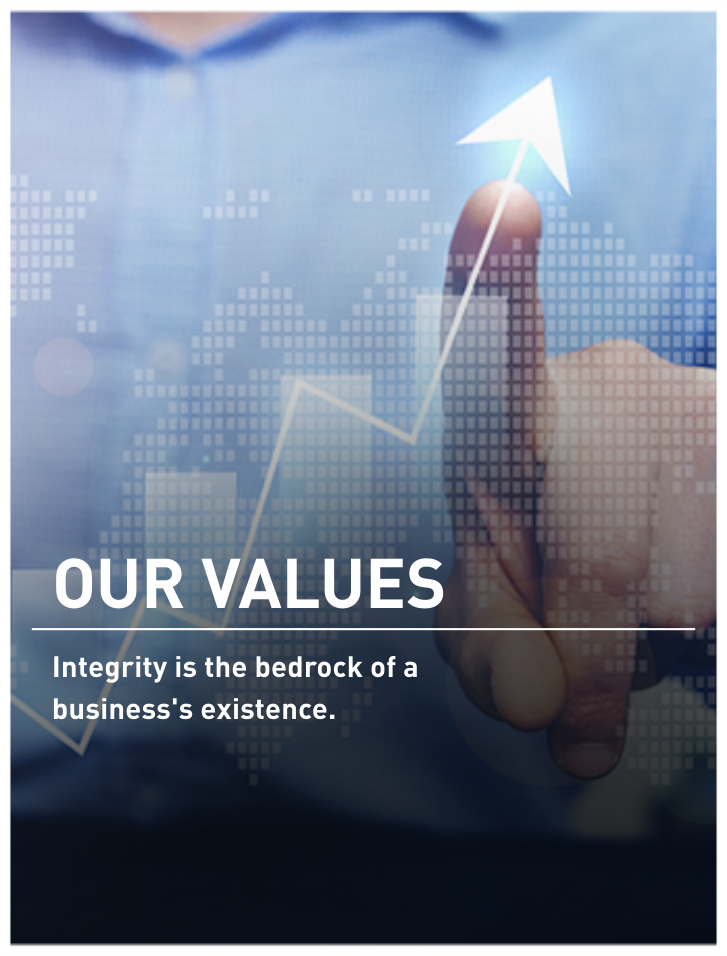 OUR VALUES
Integrity is the bedrock of a
business's existence.